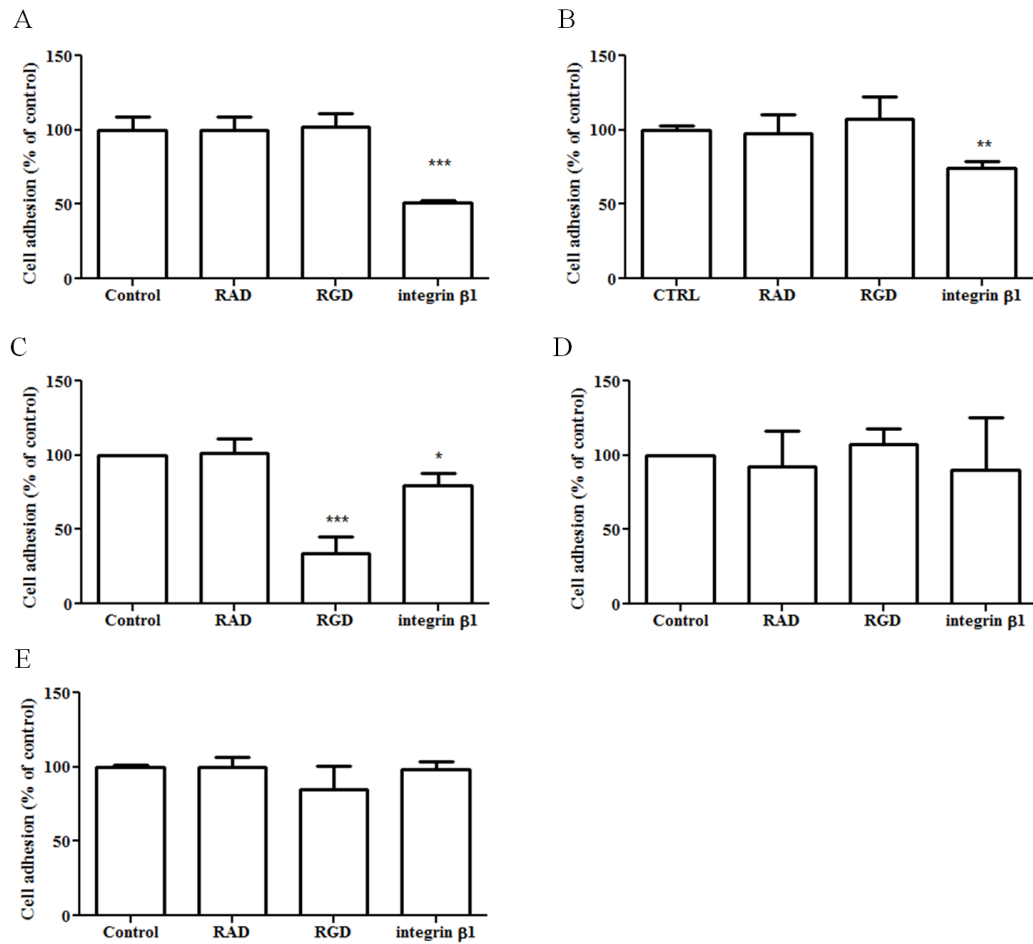 A
Cell adhesion (% of control)
150
100
50
0
***
Control RAD RGD integrin β1
B
Cell adhesion (% of control)
150
100
50
0
**
CTRL RAD RGD integrin β1
C
Cell adhesion (% of control)
150
100
50
0
***
*
Control RAD RGD integrin β1
D
Cell adhesion (% of control)
150
100
50
0
Control RAD RGD integrin β1
E
Cell adhesion (% of control)
150
100
50
0
Control RAD RGD integrin β1